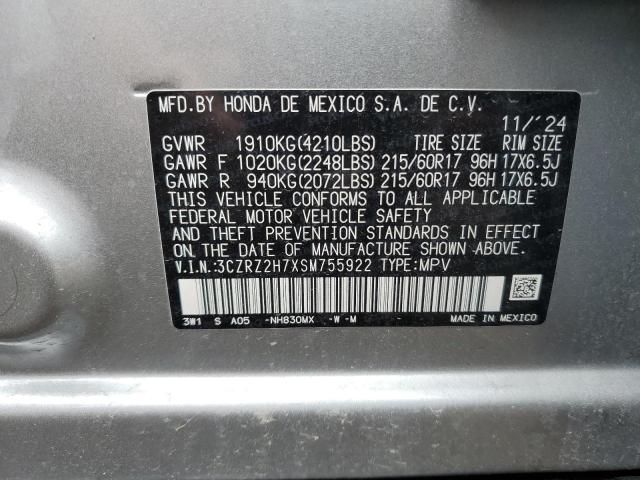 MFD.BY HONDA DE MEXICO S.A. DE C.V.
11/'24
GVWR 1910KG(4210LBS) TIRE SIZE RIM SIZE
GAWR F 1020KG(2248LBS) 215/60R17 96H 17X6.5J
GAWR R 940KG(2072LBS) 215/60R17 96H 17X6.5J
THIS VEHICLE CONFORMS TO ALL APPLICABLE
FEDERAL MOTOR VEHICLE SAFETY
AND THEFT PREVENTION STANDARDS IN EFFECT
ON THE DATE OF MANUFACTURE SHOWN ABOVE.
V.I.N.:3CZRZ2H7XSM755922 TYPE:MPV
3W1 S A05 -NH830MX -W -M MADE IN MEXICO